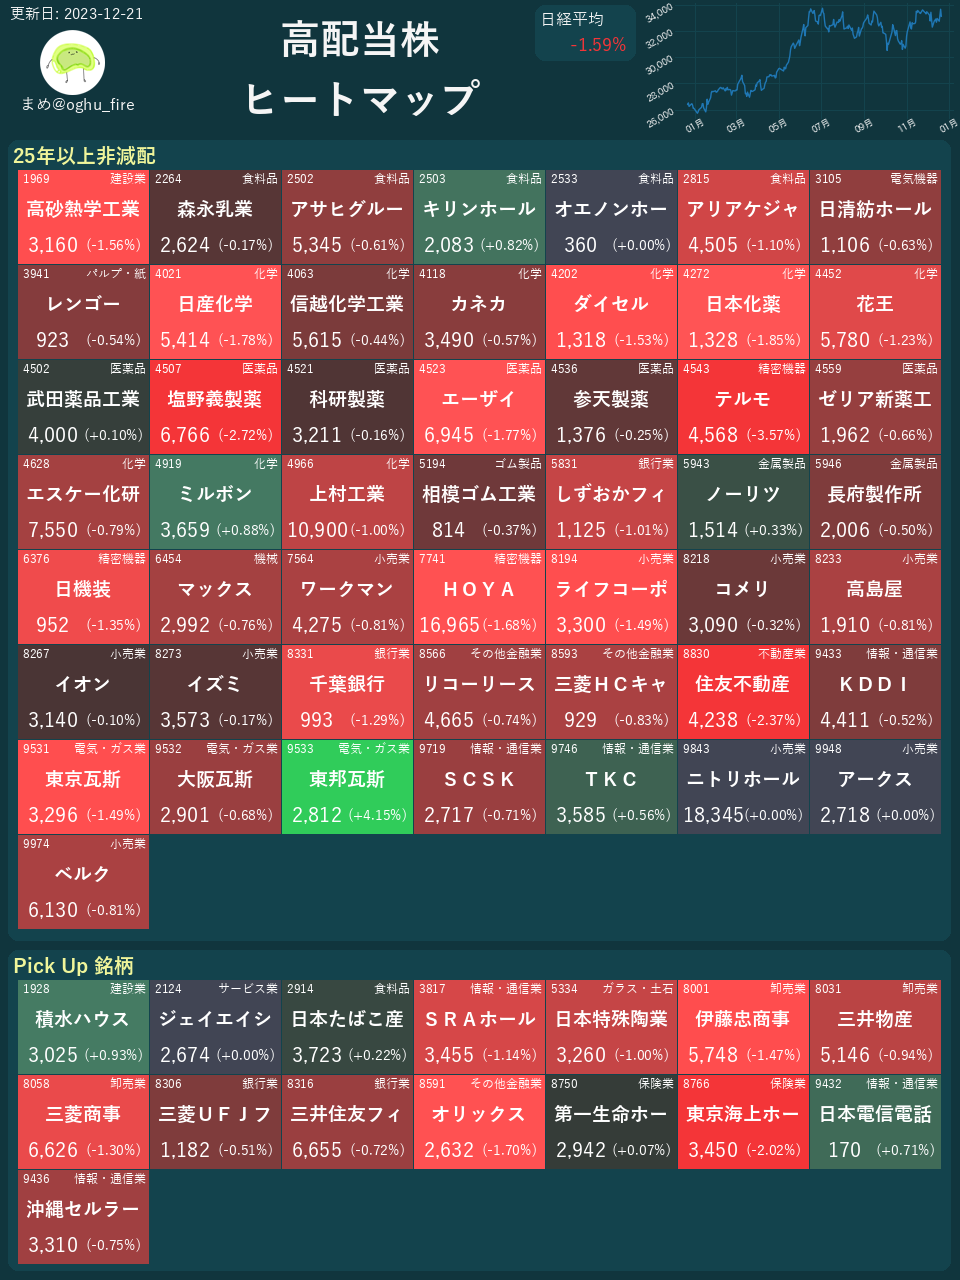 更新日: 2023-12-21
まめ@oghu_fire
高配当株
ヒートマップ
日経平均
-1.59%
34,000
32,000
30,000
28,000
26,000
01月 03月 05月 07月 09月 11月 01月
25年以上非減配
1969 建設業 2264 食料品 2502 食料品 2503 食料品 2533 食料品 2815 食料品 3105 電気機器
高砂熱学工業 森永乳業 アサヒグルー キリンホール オエノンホー アリアケジャ 日清紡ホール
3,160 (-1.56%) 2,624 (-0.17%) 5,345 (-0.61%) 2,083 (+0.82%) 360 (+0.00%) 4,505 (-1.10%) 1,106 (-0.63%)
3941 パルプ・紙 4021 化学 4063 化学 4118 化学 4202 化学 4272 化学 4452 化学
レンゴー 日産化学 信越化学工業 カネカ ダイセル 日本化薬 花王
923 (-0.54%) 5,414 (-1.78%) 5,615 (-0.44%) 3,490 (-0.57%) 1,318 (-1.53%) 1,328 (-1.85%) 5,780 (-1.23%)
4502 医薬品 4507 医薬品 4521 医薬品 4523 医薬品 4536 医薬品 4543 精密機器 4559 医薬品
武田薬品工業 塩野義製薬 科研製薬 エーザイ 参天製薬 テルモ ゼリア新薬工
4,000 (+0.10%) 6,766 (-2.72%) 3,211 (-0.16%) 6,945 (-1.77%) 1,376 (-0.25%) 4,568 (-3.57%) 1,962 (-0.66%)
4628 化学 4919 化学 4966 化学 5194 ゴム製品 5831 銀行業 5943 金属製品 5946 金属製品
エスケー化研 ミルボン 上村工業 相模ゴム工業 しずおかフィ ノーリツ 長府製作所
7,550 (-0.79%) 3,659 (+0.88%) 10,900 (-1.00%) 814 (-0.37%) 1,125 (-1.01%) 1,514 (+0.33%) 2,006 (-0.50%)
6376 精密機器 6454 機械 7564 小売業 7741 精密機器 8194 小売業 8218 小売業 8233 小売業
日機装 マックス ワークマン ＨＯＹＡ ライフコーポ コメリ 高島屋
952 (-1.35%) 2,992 (-0.76%) 4,275 (-0.81%) 16,965 (-1.68%) 3,300 (-1.49%) 3,090 (-0.32%) 1,910 (-0.81%)
8267 小売業 8273 小売業 8331 銀行業 8566 その他金融業 8593 その他金融業 8830 不動産業 9433 情報・通信業
イオン イズミ 千葉銀行 リコーリース 三菱ＨＣキャ 住友不動産 ＫＤＤＩ
3,140 (-0.10%) 3,573 (-0.17%) 993 (-1.29%) 4,665 (-0.74%) 929 (-0.83%) 4,238 (-2.37%) 4,411 (-0.52%)
9531 電気・ガス業 9532 電気・ガス業 9533 電気・ガス業 9719 情報・通信業 9746 情報・通信業 9843 小売業 9948 小売業
東京瓦斯 大阪瓦斯 東邦瓦斯 ＳＣＳＫ ＴＫＣ ニトリホール アークス
3,296 (-1.49%) 2,901 (-0.68%) 2,812 (+4.15%) 2,717 (-0.71%) 3,585 (+0.56%) 18,345 (+0.00%) 2,718 (+0.00%)
9974 小売業
ベルク
6,130 (-0.81%)
Pick Up 銘柄
1928 建設業 2124 サービス業 2914 食料品 3817 情報・通信業 5334 ガラス・土石 8001 卸売業 8031 卸売業
積水ハウス ジェイエイシ 日本たばこ産 ＳＲＡホール 日本特殊陶業 伊藤忠商事 三井物産
3,025 (+0.93%) 2,674 (+0.00%) 3,723 (+0.22%) 3,455 (-1.14%) 3,260 (-1.00%) 5,748 (-1.47%) 5,146 (-0.94%)
8058 卸売業 8306 銀行業 8316 銀行業 8591 その他金融業 8750 保険業 8766 保険業 9432 情報・通信業
三菱商事 三菱ＵＦＪフ 三井住友フィ オリックス 第一生命ホー 東京海上ホー 日本電信電話
6,626 (-1.30%) 1,182 (-0.51%) 6,655 (-0.72%) 2,632 (-1.70%) 2,942 (+0.07%) 3,450 (-2.02%) 170 (+0.71%)
9436 情報・通信業
沖縄セルラー
3,310 (-0.75%)